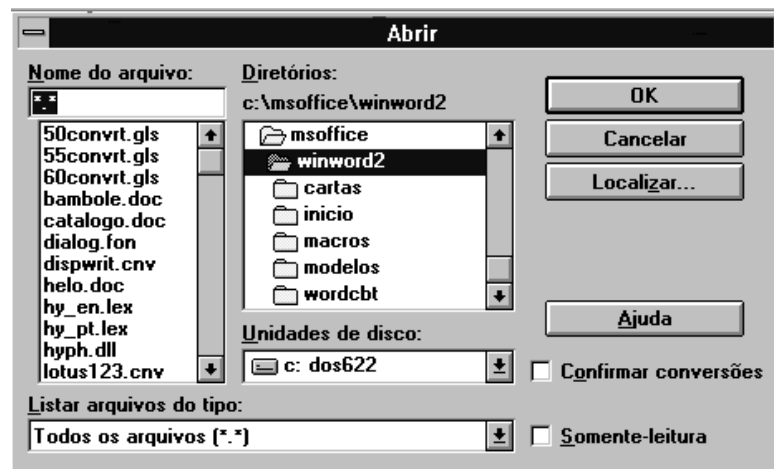 Abrir
Nome do arquivo:
*.*
50convrt.gls
55convrt.gls
60convrt.gls
bambole.doc
catalogo.doc
dialog.fon
dispwrit.cnv
helo.doc
hy_en.lex
hy_pt.lex
hyph.dll
lotus123.cnv
Diretórios:
c:\msoffice\winword2
msoffice
winword2
cartas
inicio
macros
modelos
wordcbt
Unidades de disco:
c: dos622
Listar arquivos do tipo:
Todos os arquivos (*.*)
OK
Cancelar
Localizar...
Ajuda
Confirmar conversões
Somente-leitura